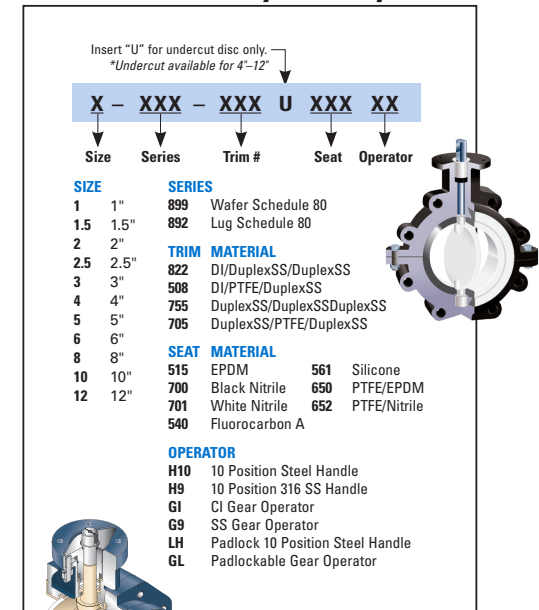 Insert “U” for undercut disc only.
*Undercut available for 4"–12"
X – XXX – XXX U XXX XX
Size Series Trim # Seat Operator
SIZE
1 1"
1.5 1.5"
2 2"
2.5 2.5"
3 3"
4 4"
5 5"
6 6"
8 8"
10 10"
12 12"
SERIES
899 Wafer Schedule 80
892 Lug Schedule 80
TRIM MATERIAL
822 DI/DuplexSS/DuplexSS
508 DI/PTFE/DuplexSS
755 DuplexSS/DuplexSSDuplexSS
705 DuplexSS/PTFE/DuplexSS
SEAT MATERIAL
515 EPDM 561 Silicone
700 Black Nitrile 650 PTFE/EPDM
701 White Nitrile 652 PTFE/Nitrile
540 Fluorocarbon A
OPERATOR
H10 10 Position Steel Handle
H9 10 Position 316 SS Handle
GI CI Gear Operator
G9 SS Gear Operator
LH Padlock 10 Position Steel Handle
GL Padlockable Gear Operator